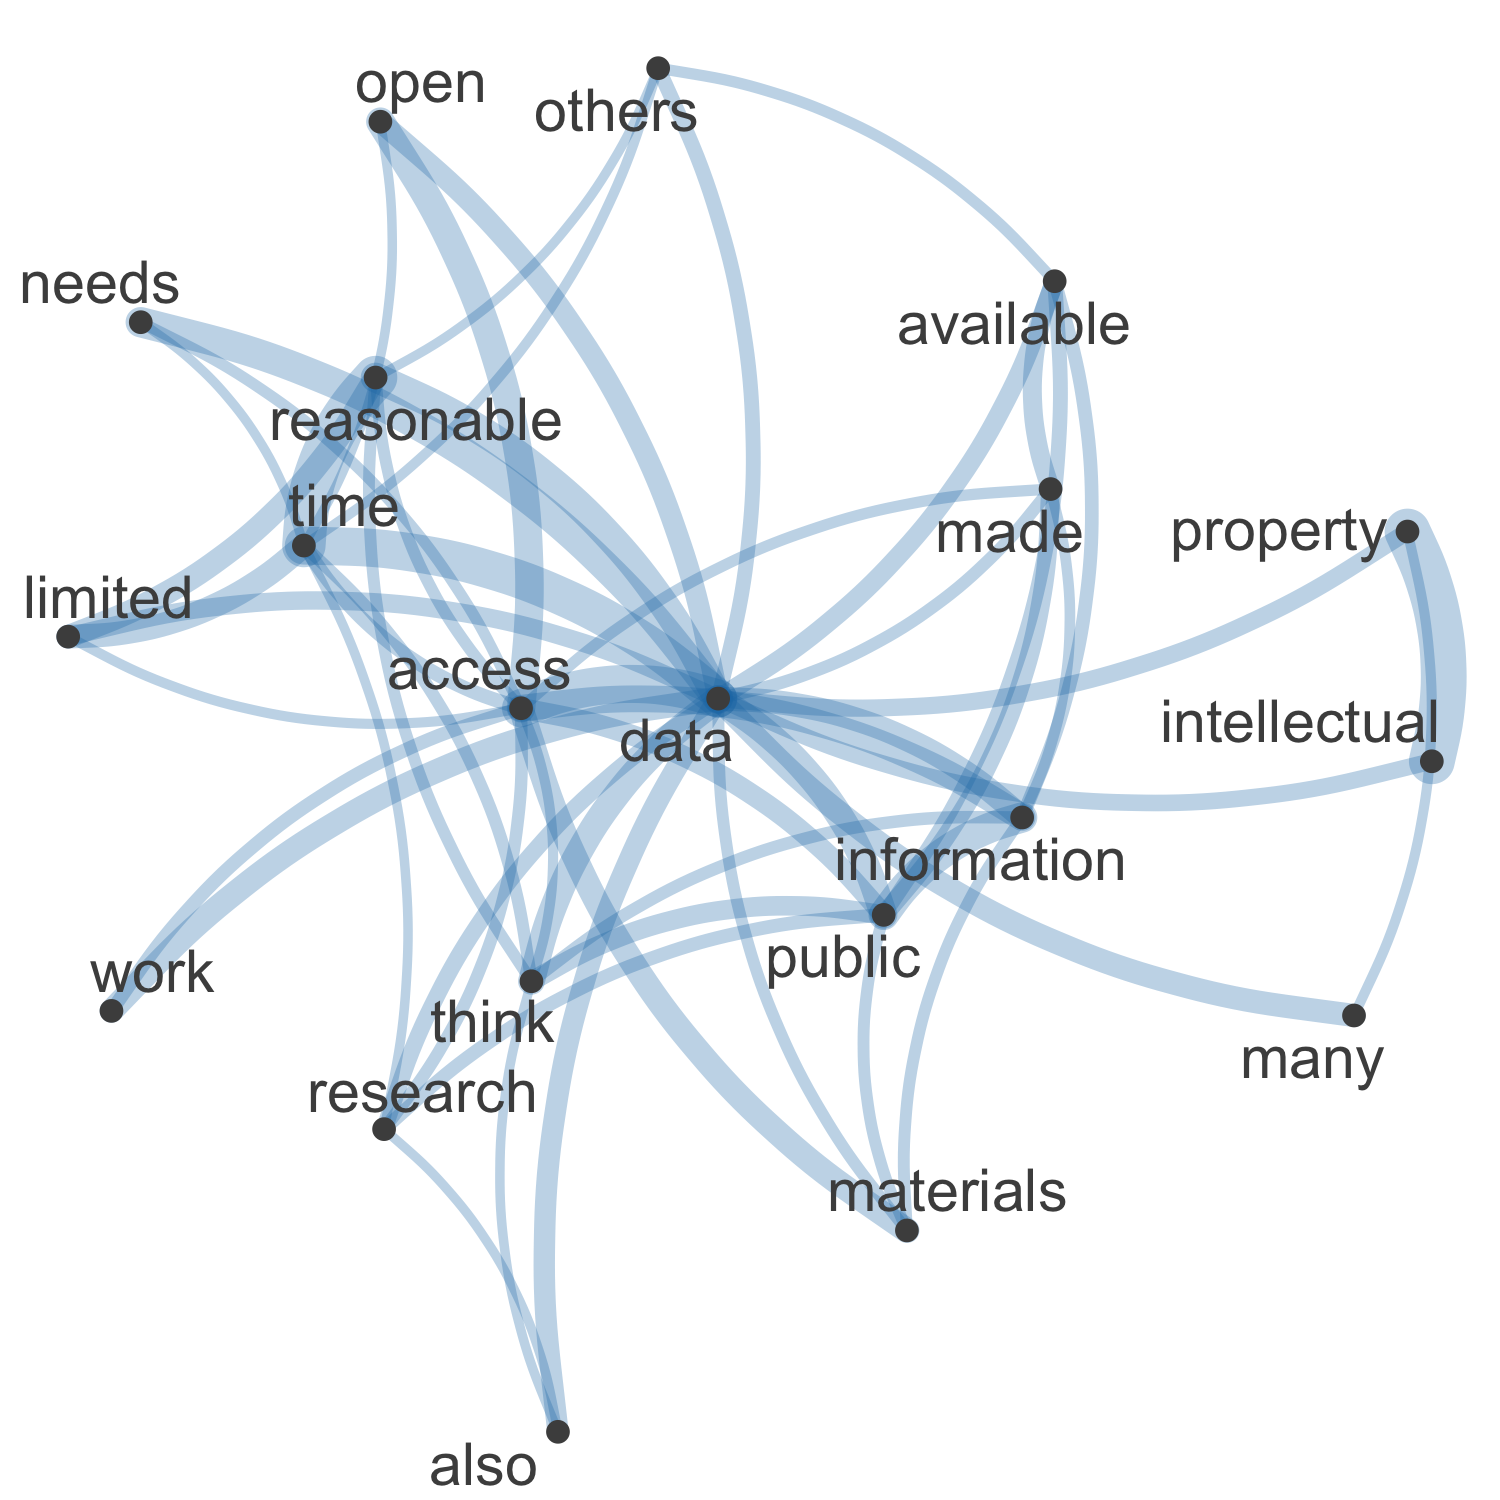 open
others
needs
available
reasonable
time
made
property
limited
access
data
intellectual
information
public
work
think
many
research
materials
also